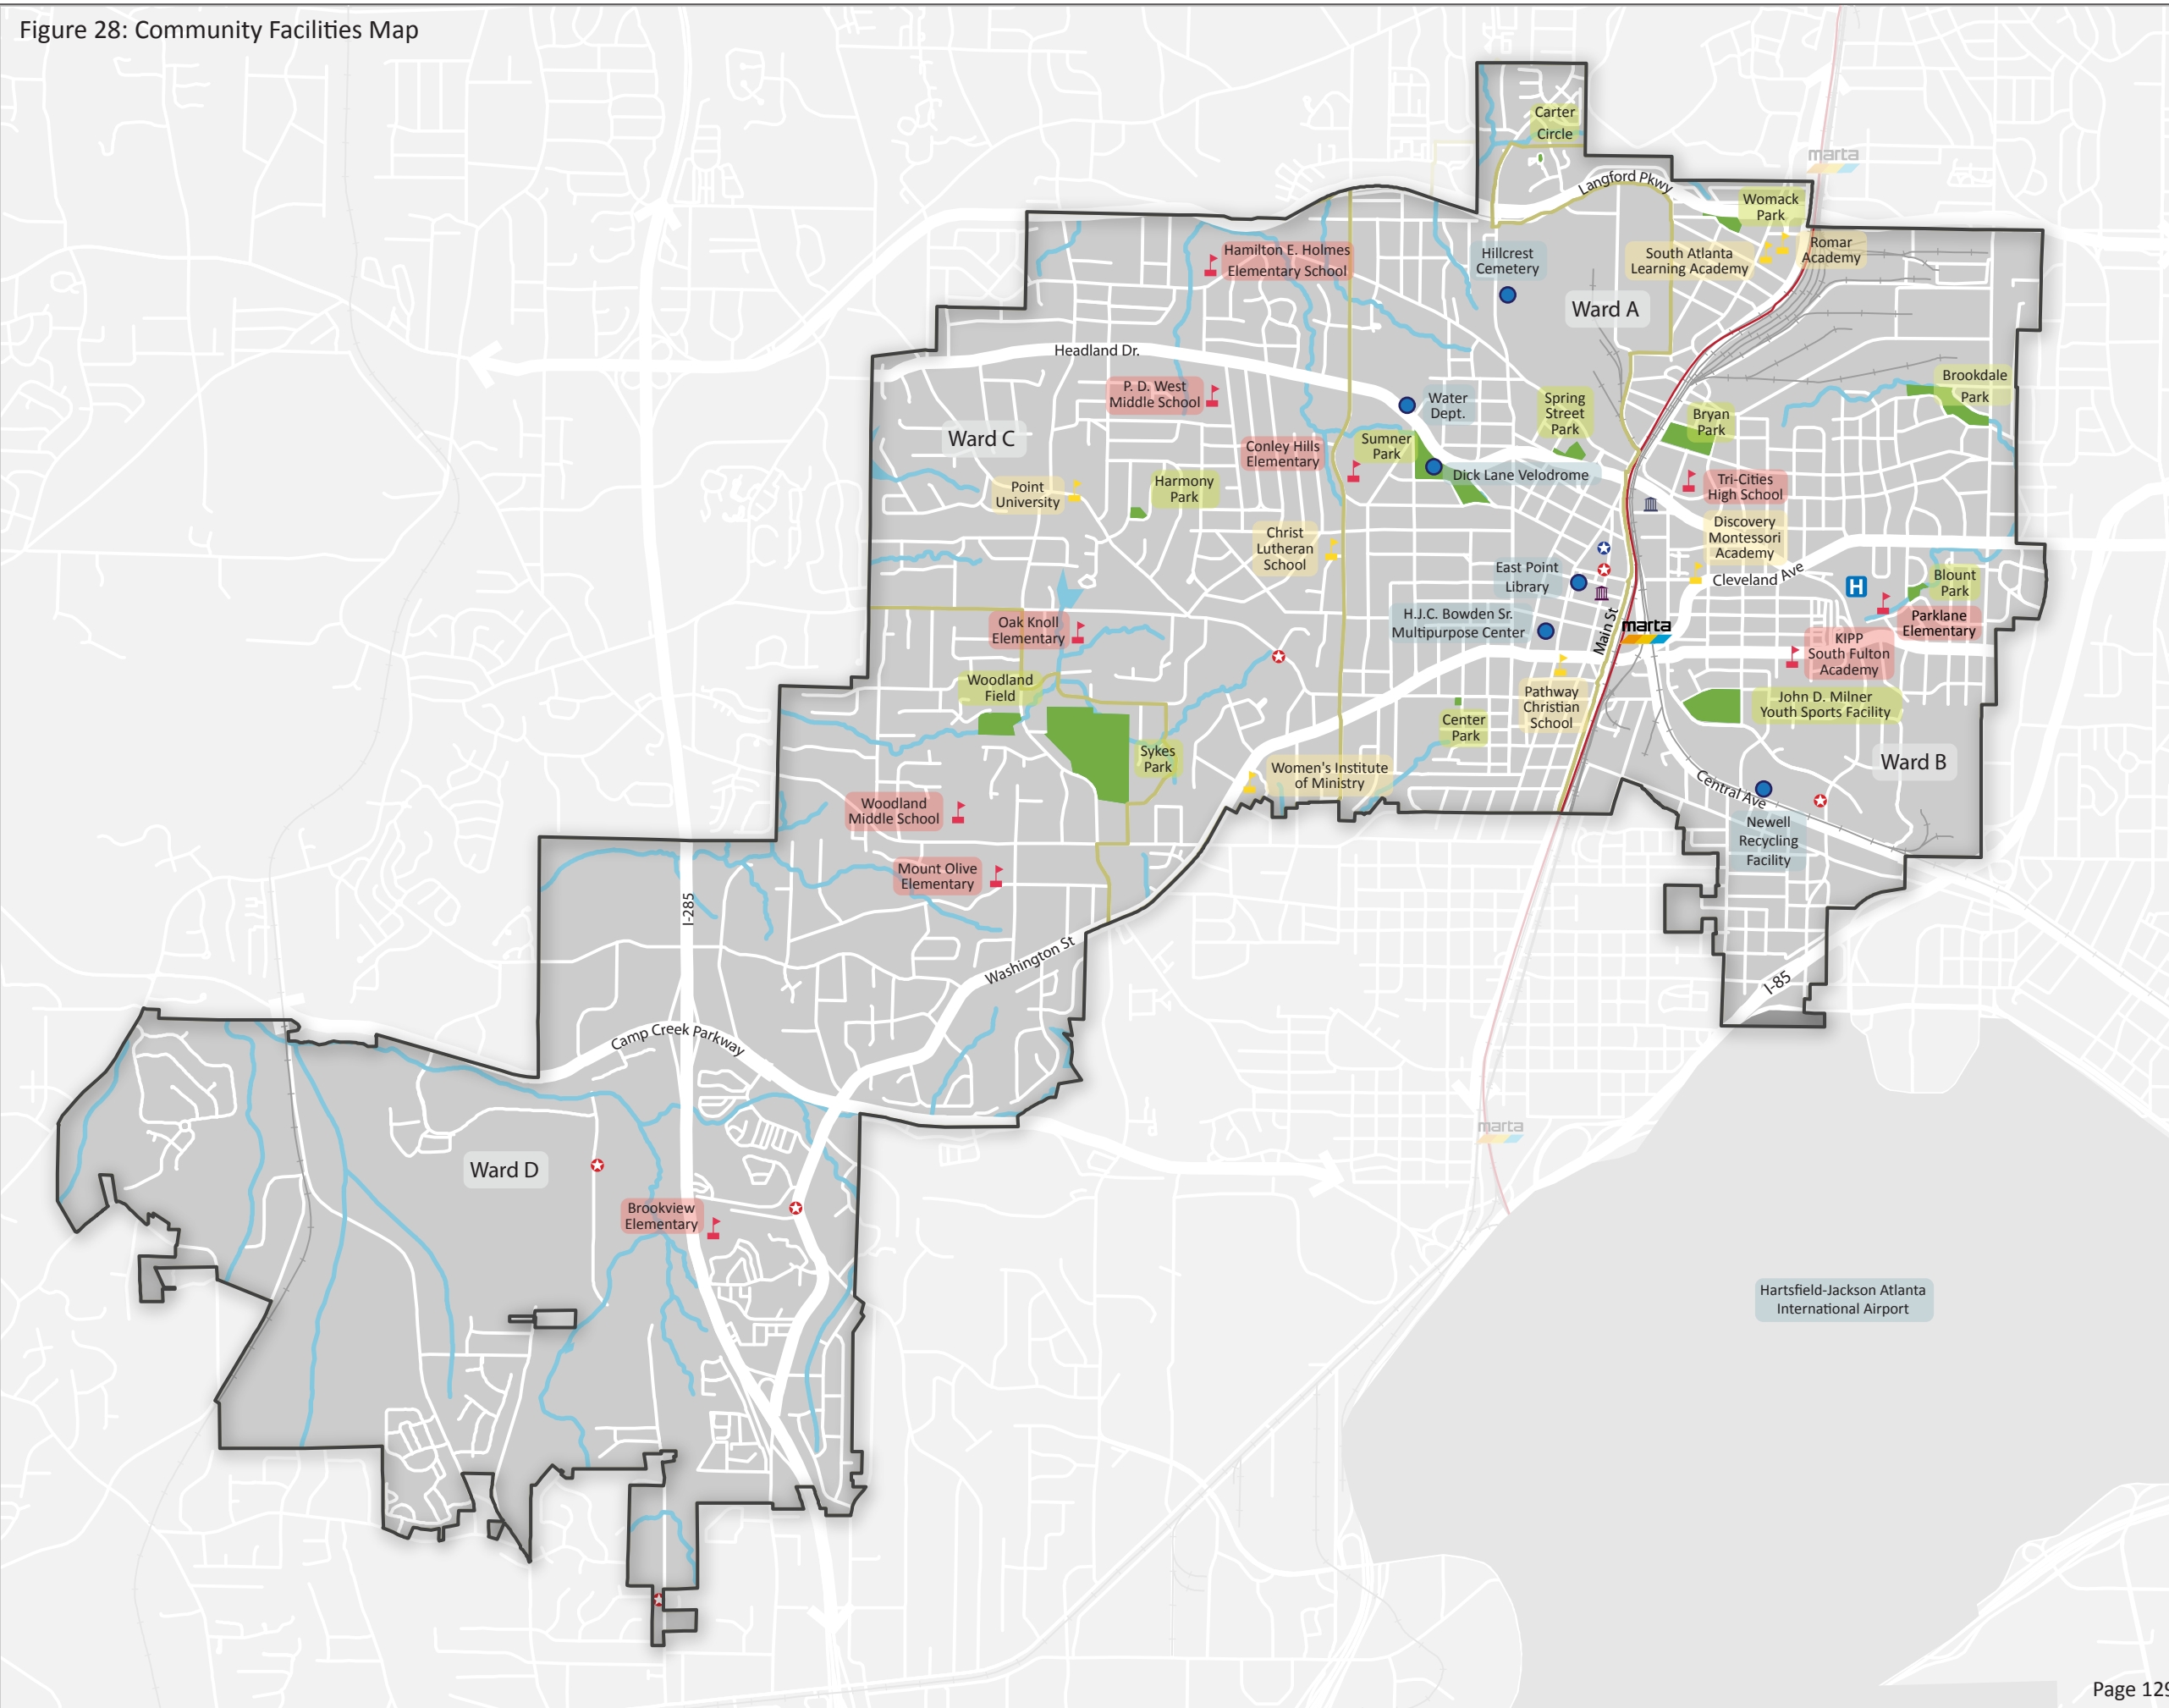 Figure 28: Community Facilities Map
Carter
Circle
marta
Langford Pkwy
Womack
Park
Hamilton E. Holmes
Elementary School
Hillcrest
Cemetery
South Atlanta
Learning Academy
Romar
Academy
Ward A
Headland Dr.
P. D. West
Middle School
Water
Dept.
Spring
Street
Park
Bryan
Park
Brookdale
Park
Ward C
Conley Hills
Elementary
Sumner
Park
Dick Lane Velodrome
Point
University
Harmony
Park
Tri-Cities
High School
Christ
Lutheran
School
Discovery
Montessori
Academy
East Point
Library
Cleveland Ave
H
Blount
Park
Oak Knoll
Elementary
H.J.C. Bowden Sr.
Multipurpose Center
Main St
marta
Parklane
Elementary
KIPP
South Fulton
Academy
Woodland
Field
Pathway
Christian
School
John D. Milner
Youth Sports Facility
Center
Park
Sykes
Park
Women's Institute
of Ministry
Ward B
Central Ave
Woodland
Middle School
Newell
Recycling
Facility
Mount Olive
Elementary
I-285
Washington St
I-85
Camp Creek Parkway
marta
Ward D
Brookview
Elementary
Hartsfield-Jackson Atlanta
International Airport
Page 129